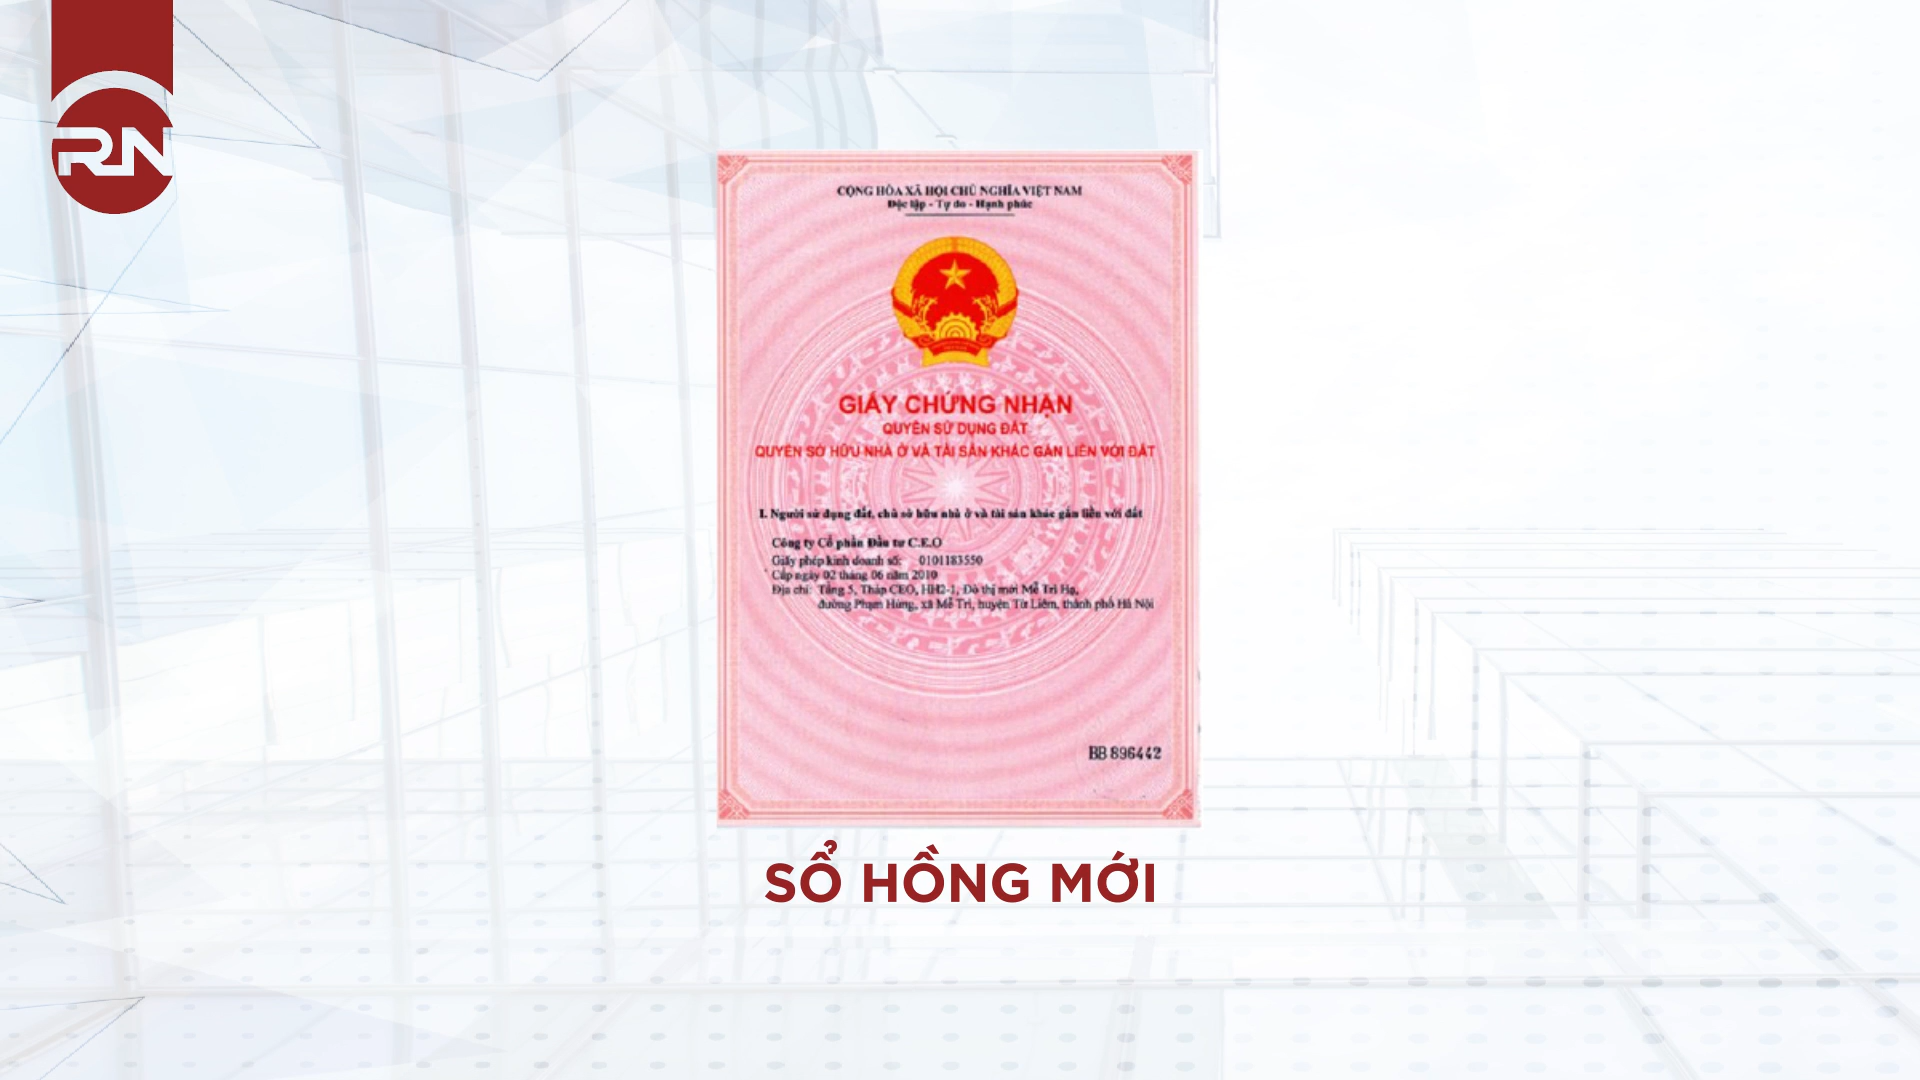 RN
CỘNG HÒA XÃ HỘI CHỦ NGHĨA VIỆT NAM
Độc lập - Tự do - Hạnh phúc
GIẤY CHỨNG NHẬN
QUYỀN SỬ DỤNG ĐẤT
QUYỀN SỞ HỮU NHÀ Ở VÀ TÀI SẢN KHÁC GẮN LIỀN VỚI ĐẤT
I. Người sử dụng đất, chủ sở hữu nhà ở và tài sản khác gắn liền với đất
Công ty Cổ phần Đầu tư C.E.O
Giấy phép kinh doanh số: 0101183550
Cấp ngày 02 tháng 06 năm 2010
Địa chỉ: Tầng 5, Tháp CEO, HH2-1, Đô thị mới Mễ Trì Hạ,
đường Phạm Hùng, xã Mễ Trì, huyện Từ Liêm, thành phố Hà Nội
BB 896442
SỔ HỒNG MỚI